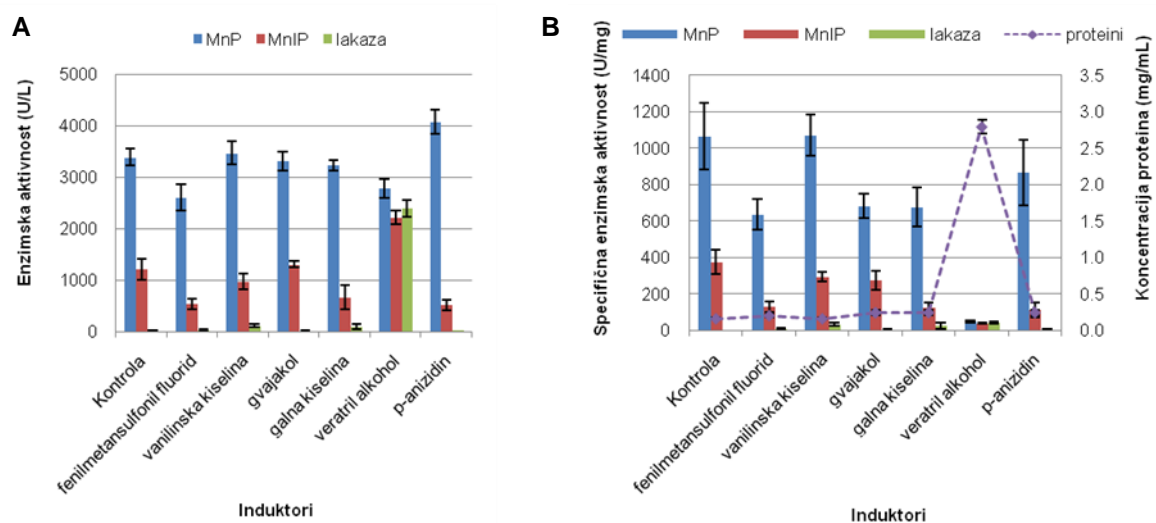 A
MnP MnIP lakaza
Enzimska aktivnost (U/L)
5000
4000
3000
2000
1000
0
Kontrola
fenilmetansulfonil fluorid
vanilinska kiselina
gvajakol
galna kiselina
veratril alkohol
p-anizidin
Induktori
B
MnP MnIP lakaza proteini
Specifična enzimska aktivnost (U/mg)
1400
1200
1000
800
600
400
200
0
3.5
3.0
2.5
2.0
1.5
1.0
0.5
0.0
Koncentracija proteina (mg/mL)
Kontrola
fenilmetansulfonil fluorid
vanilinska kiselina
gvajakol
galna kiselina
veratril alkohol
p-anizidin
Induktori